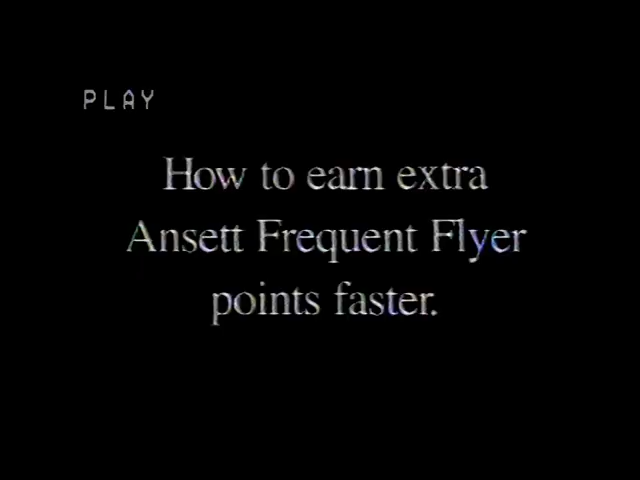 PLAY
How to earn extra
Ansett Frequent Flyer
points faster.